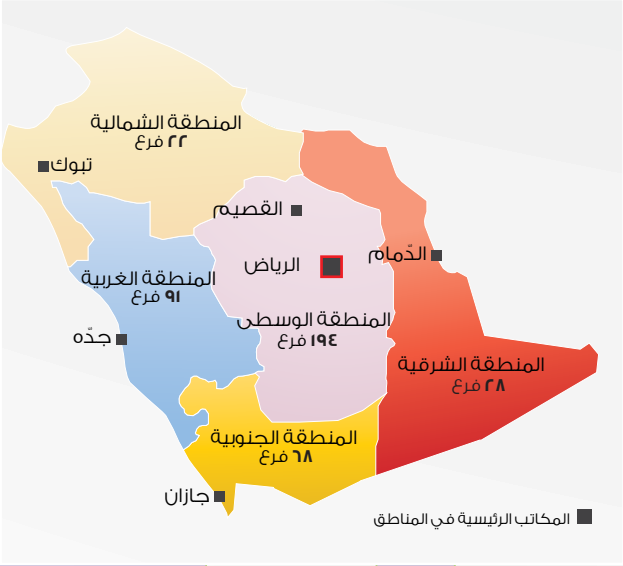 المنطقة الشمالية
٢٢ فرع
تبوك
القصيم
الرياض
الدّمام
المنطقة الغربية
٩١ فرع
المنطقة الوسطى
١٩٤ فرع
جدّه
المنطقة الشرقية
٢٨ فرع
المنطقة الجنوبية
٦٨ فرع
جازان
المكاتب الرئيسية في المناطق